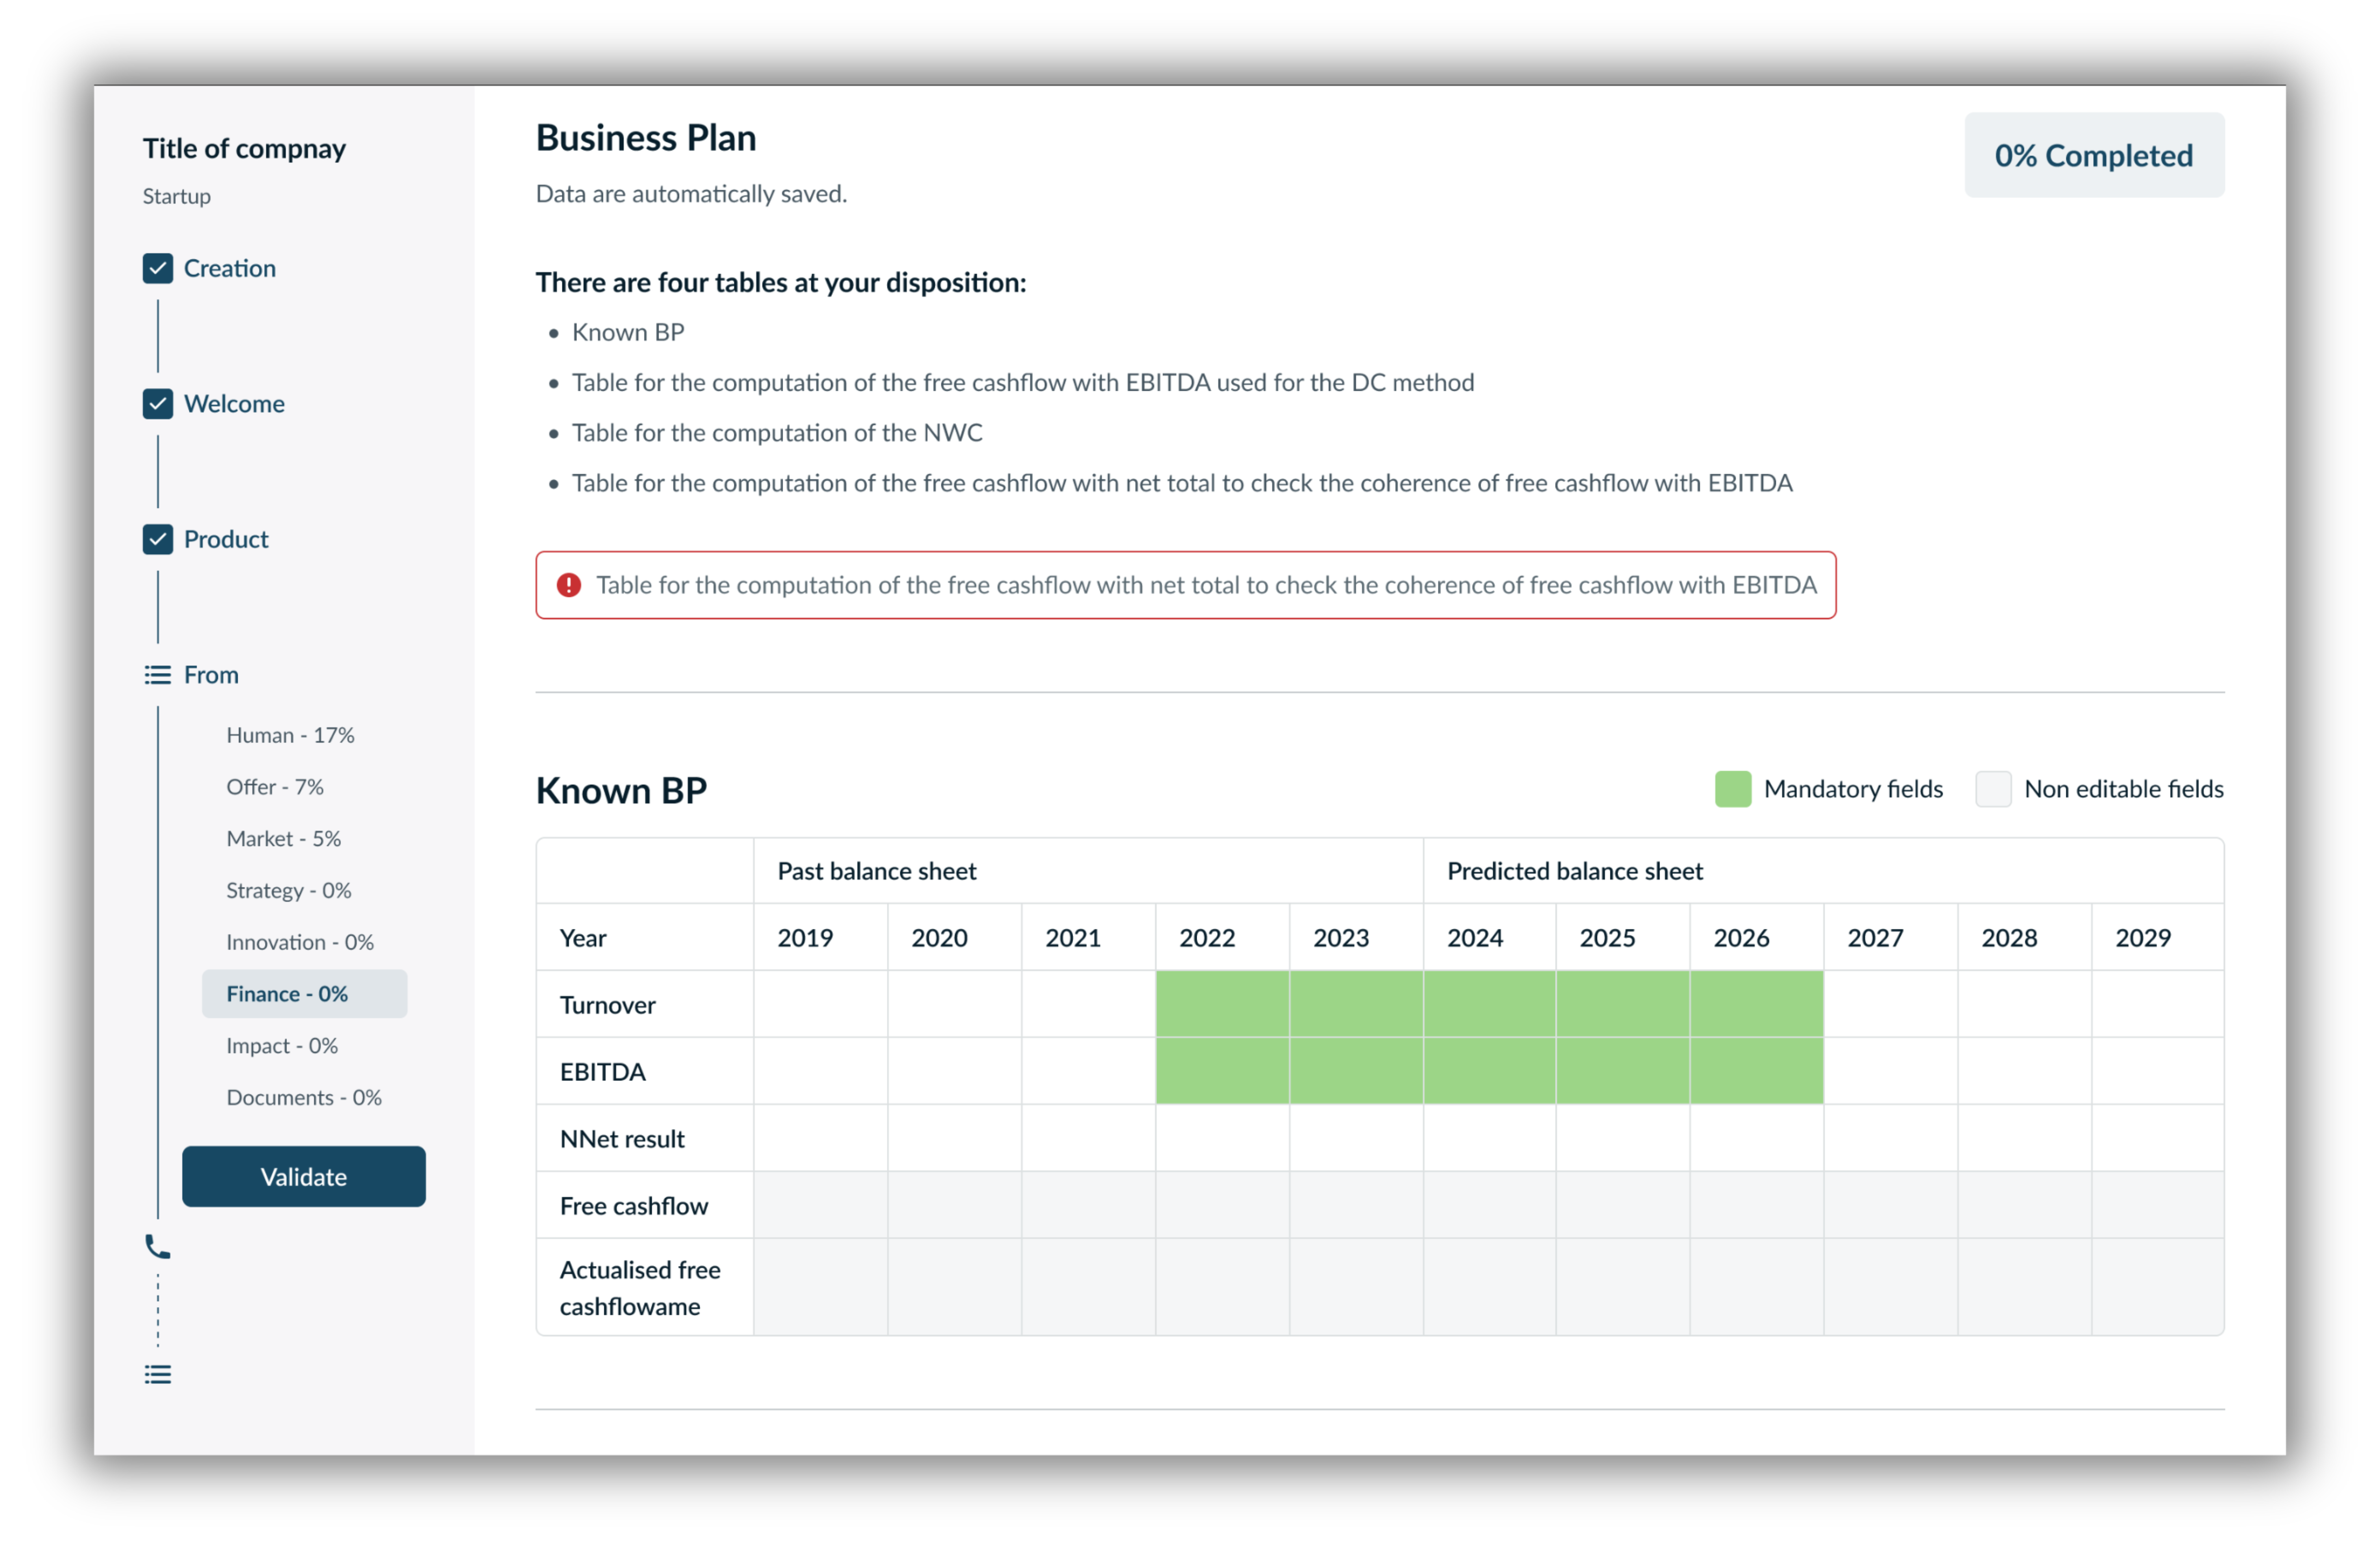 Title of compnay
Startup
Creation
Welcome
Product
From
Human - 17%
Offer - 7%
Market - 5%
Strategy - 0%
Innovation - 0%
Finance - 0%
Impact - 0%
Documents - 0%
Validate
Business Plan
0% Completed
Data are automatically saved.
There are four tables at your disposition:
• Known BP
• Table for the computation of the free cashflow with EBITDA used for the DC method
• Table for the computation of the NWC
• Table for the computation of the free cashflow with net total to check the coherence of free cashflow with EBITDA
Table for the computation of the free cashflow with net total to check the coherence of free cashflow with EBITDA
Known BP
Mandatory fields Non editable fields
Past balance sheet Predicted balance sheet
Year 2019 2020 2021 2022 2023 2024 2025 2026 2027 2028 2029
Turnover
EBITDA
NNet result
Free cashflow
Actualised free
cashflowame